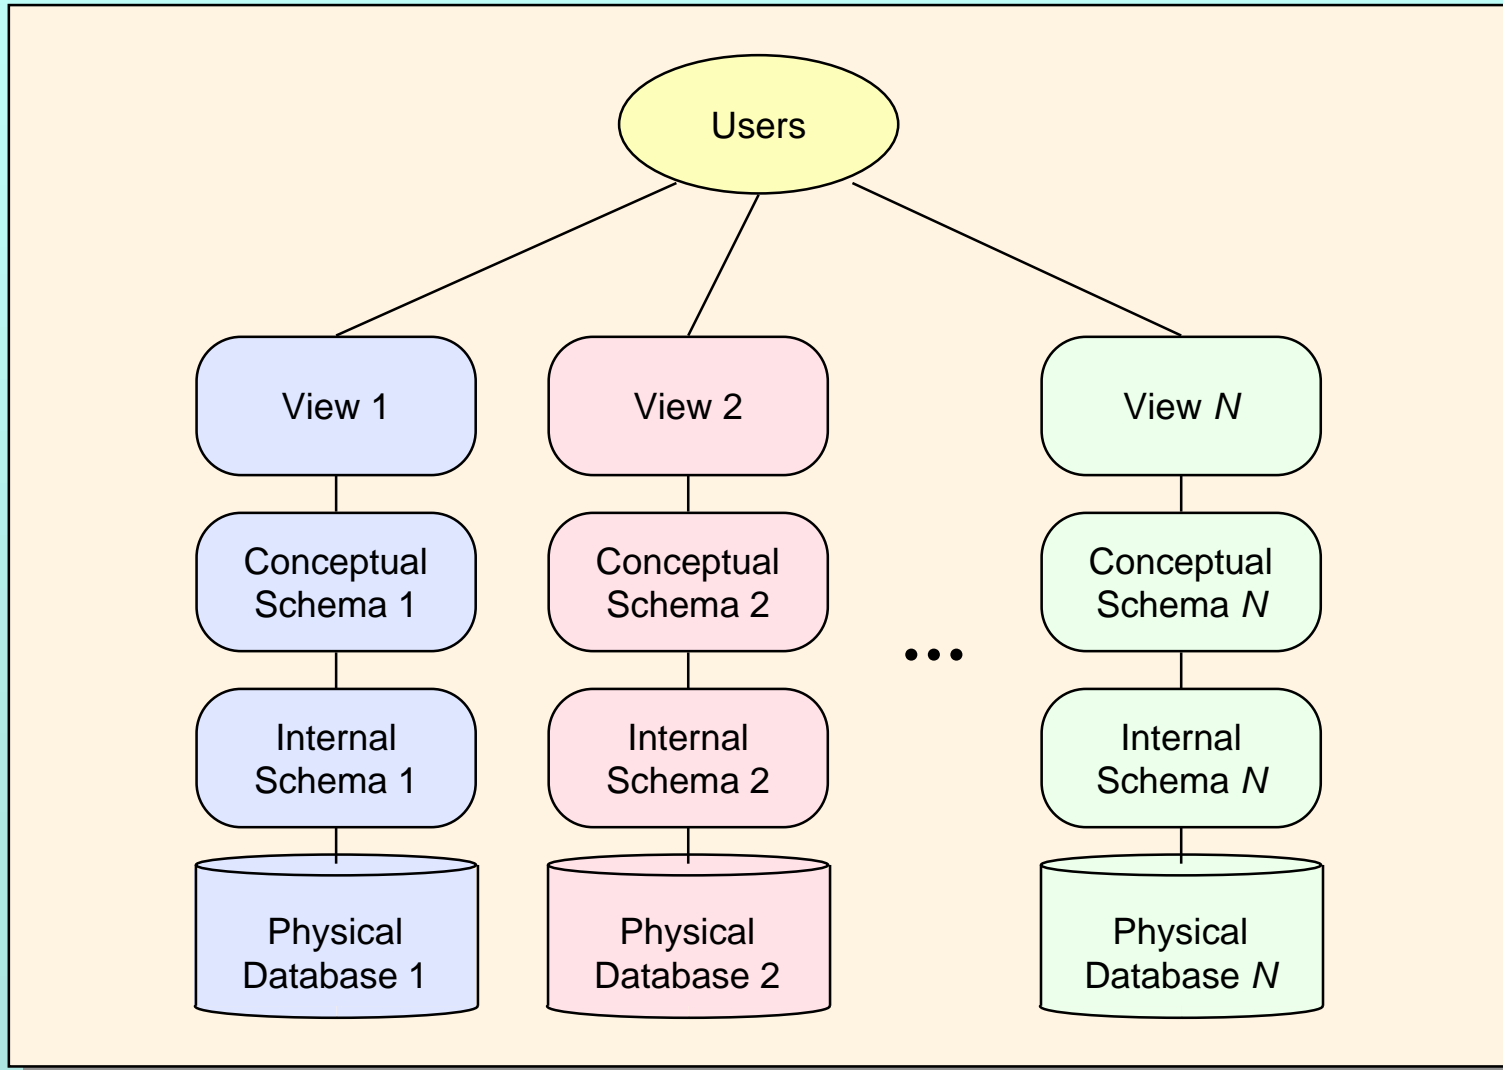 Users
View 1
View 2
View N
Conceptual
Schema 1
Conceptual
Schema 2
Conceptual
Schema N
...
Internal
Schema 1
Internal
Schema 2
Internal
Schema N
Physical
Database 1
Physical
Database 2
Physical
Database N